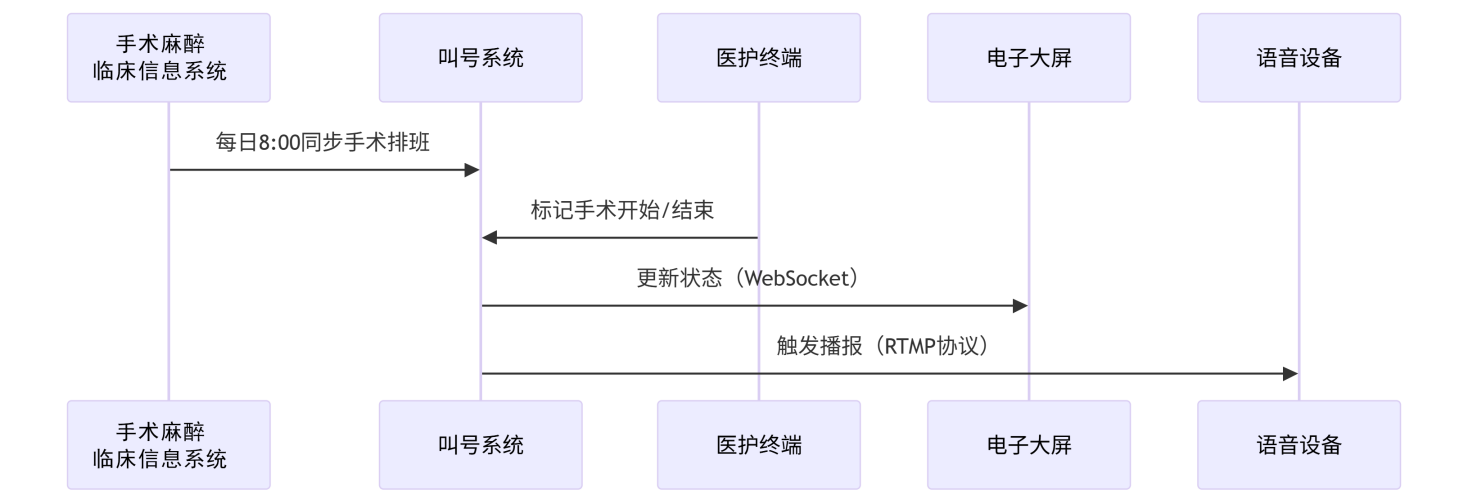 手术麻醉
临床信息系统
叫号系统
医护终端
电子大屏
语音设备
每日8:00同步手术排班
标记手术开始/结束
更新状态（WebSocket）
触发播报（RTMP协议）
手术麻醉
临床信息系统
叫号系统
医护终端
电子大屏
语音设备